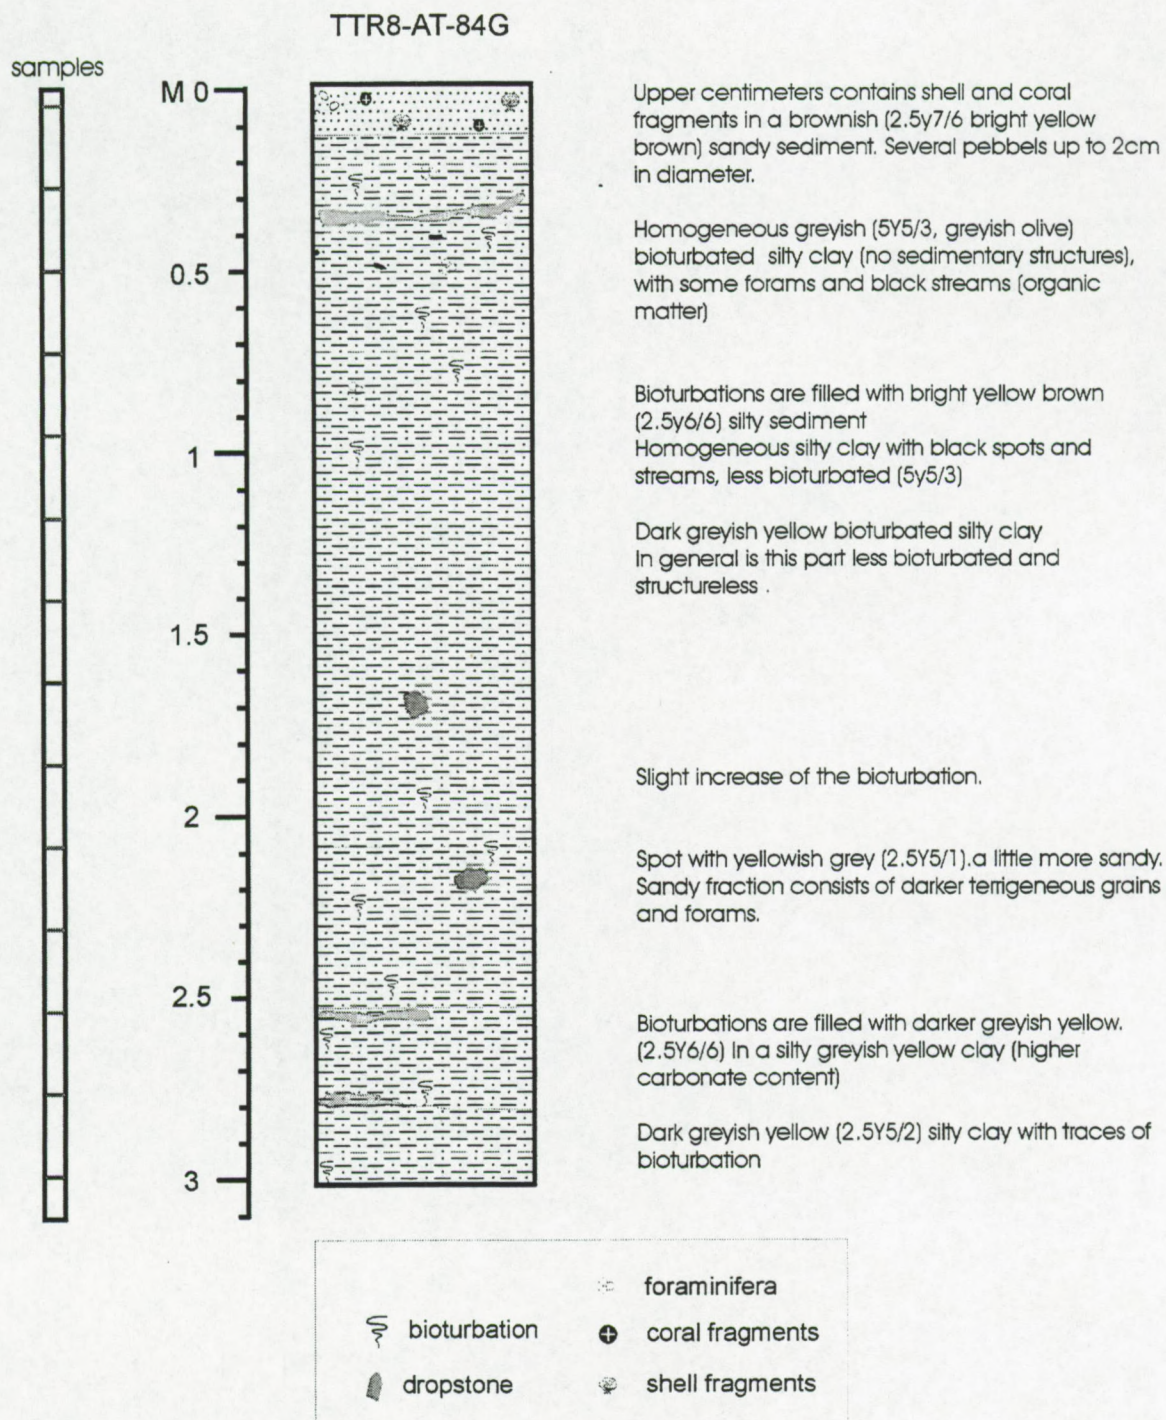 TTR8-AT-84G
samples
M 0
0.5
1
1.5
2
2.5
3
Upper centimeters contains shell and coral
fragments in a brownish (2.5y7/6 bright yellow
brown) sandy sediment. Several pebbels up to 2cm
in diameter.
Homogeneous greyish (5Y5/3, greyish olive)
bioturbated silty clay (no sedimentary structures),
with some forams and black streams (organic
matter)
Bioturbations are filled with bright yellow brown
(2.5y6/6) silty sediment
Homogeneous silty clay with black spots and
streams, less bioturbated (5y5/3)
Dark greyish yellow bioturbated silty clay
In general is this part less bioturbated and
structureless .
Slight increase of the bioturbation.
Spot with yellowish grey (2.5Y5/1).a little more sandy.
Sandy fraction consists of darker terrigeneous grains
and forams.
Bioturbations are filled with darker greyish yellow.
(2.5Y6/6) In a silty greyish yellow clay (higher
carbonate content)
Dark greyish yellow (2.5Y5/2) silty clay with traces of
bioturbation
foraminifera
bioturbation
coral fragments
dropstone
shell fragments